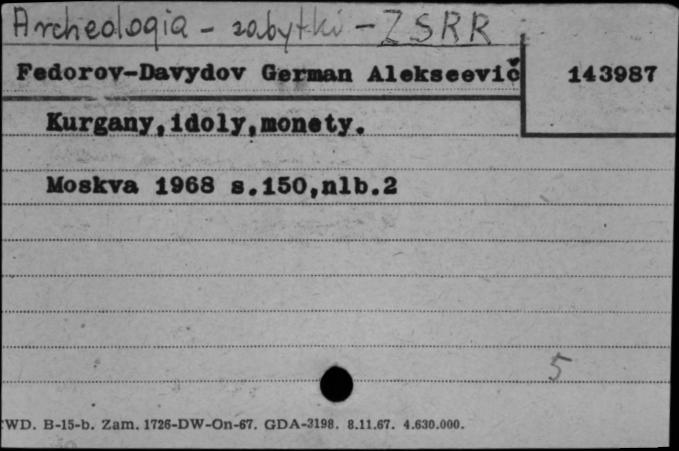 Archeologia - zabytki - ZSRR
Fedorov-Davydov German Alekseevič
143987
Kurgany,idoly,monety.
Moskva 1968 s.150,nlb.2
5
WD. B-15-b. Zam. 1726-DW-On-67. GDA-3198. 8.11.67. 4.630.000.